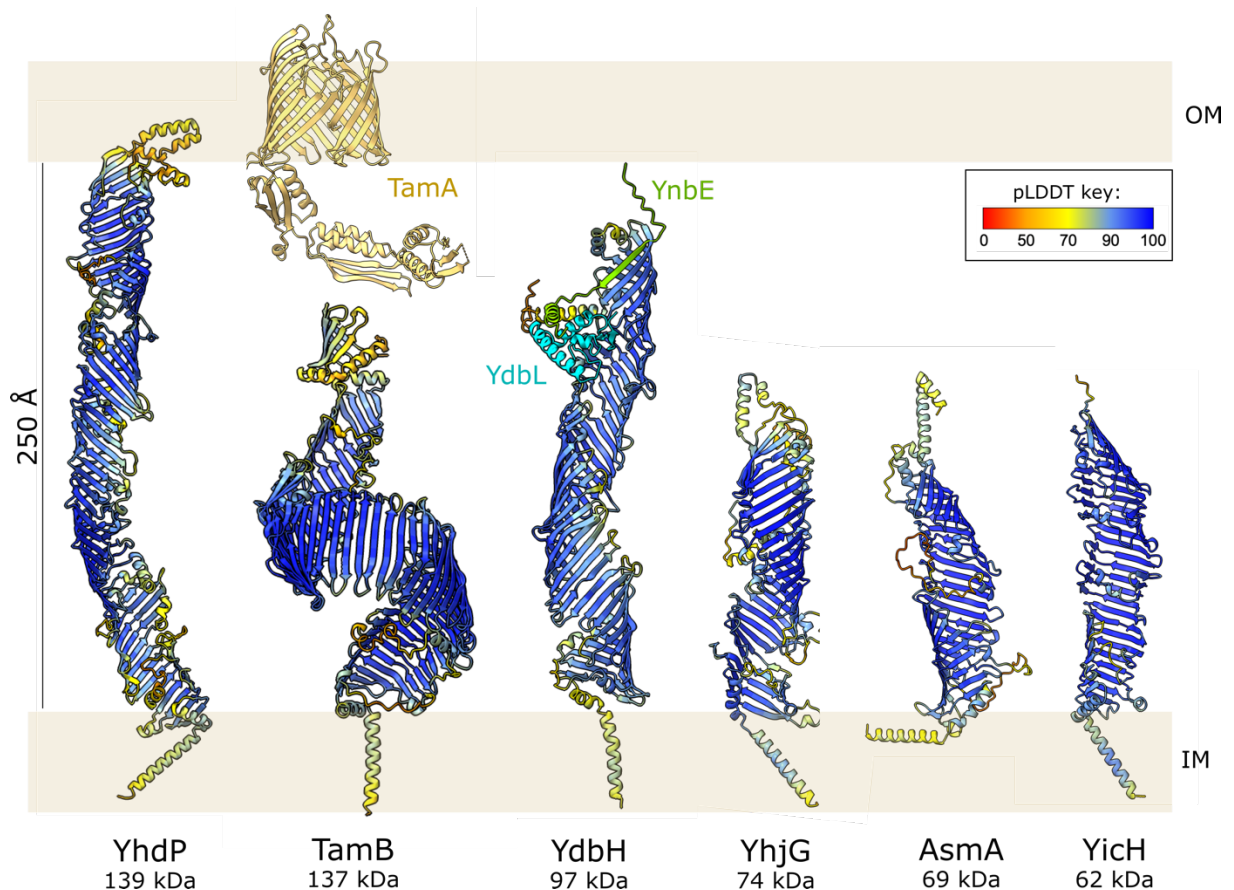 OM
TamA
YnbE
pLDDT key:
0 50 70 90 100
YdbL
250 Å
IM
YhdP TamB YdbH YhjG AsmA YicH
139 kDa 137 kDa 97 kDa 74 kDa 69 kDa 62 kDa